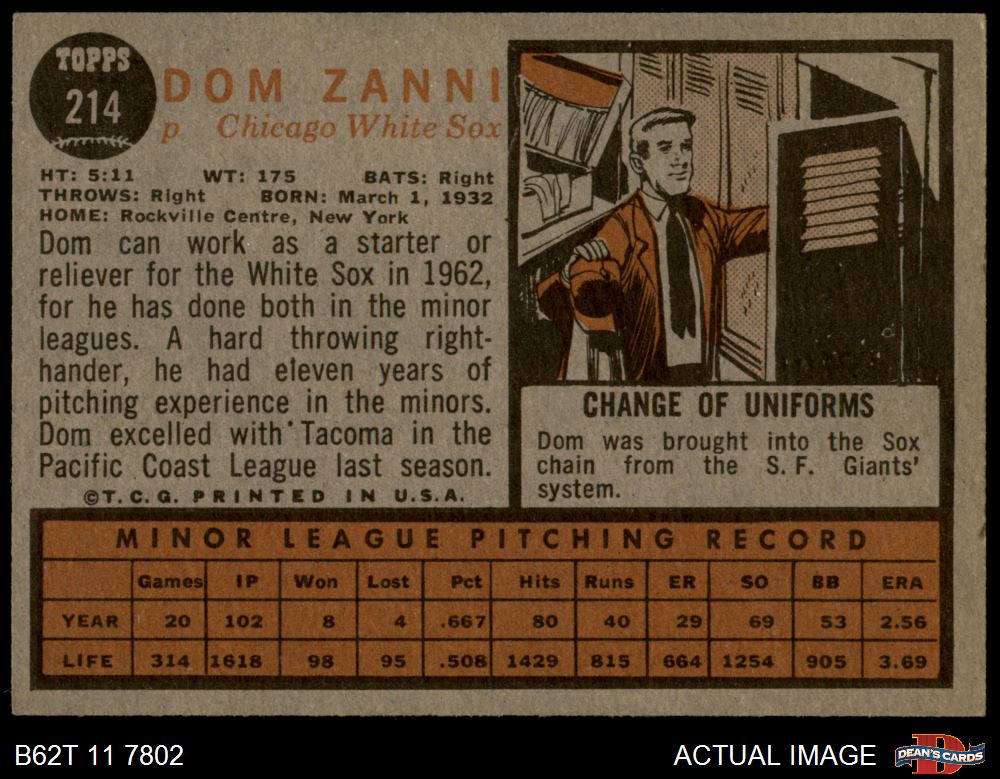 TOPPS
214
DOM ZANNI
p Chicago White Sox
HT: 5:11 WT: 175 BATS: Right
THROWS: Right BORN: March 1, 1932
HOME: Rockville Centre, New York
Dom can work as a starter or
reliever for the White Sox in 1962,
for he has done both in the minor
leagues. A hard throwing right-
hander, he had eleven years of
pitching experience in the minors.
Dom excelled with Tacoma in the
Pacific Coast League last season.
©T.C.G. PRINTED IN U.S.A.
CHANGE OF UNIFORMS
Dom was brought into the Sox
chain from the S.F. Giants'
system.
MINOR LEAGUE PITCHING RECORD
Games IP Won Lost Pct Hits Runs ER SO BB ERA
YEAR 20 102 8 4 .667 80 40 29 69 53 2.56
LIFE 314 1618 98 95 .508 1429 815 664 1254 905 3.69
B62T 11 7802 ACTUAL IMAGE DEAN'S CARDS